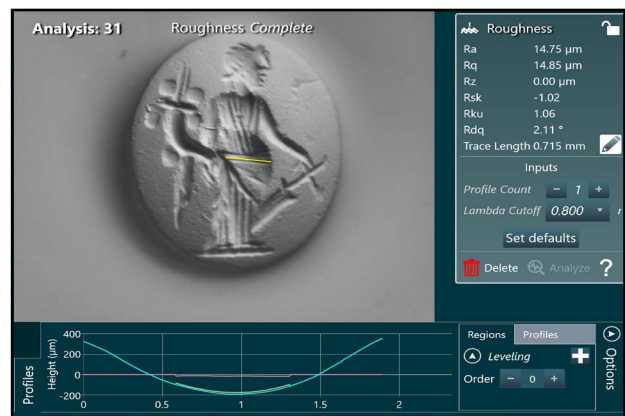 Analysis: 31
Roughness Complete
Roughness
Ra 14.75 µm
Rq 14.85 µm
Rz 0.00 µm
Rsk -1.02
Rku 1.06
Rdq 2.11 °
Trace Length 0.715 mm
Inputs
Profile Count − 1 +
Lambda Cutoff 0.800
Set defaults
Delete Analyze ?
Profiles
Height (µm)
400
200
0
-200
0 0.5 1 1.5 2
Regions Profiles
Leveling
Order − 0 +
Options